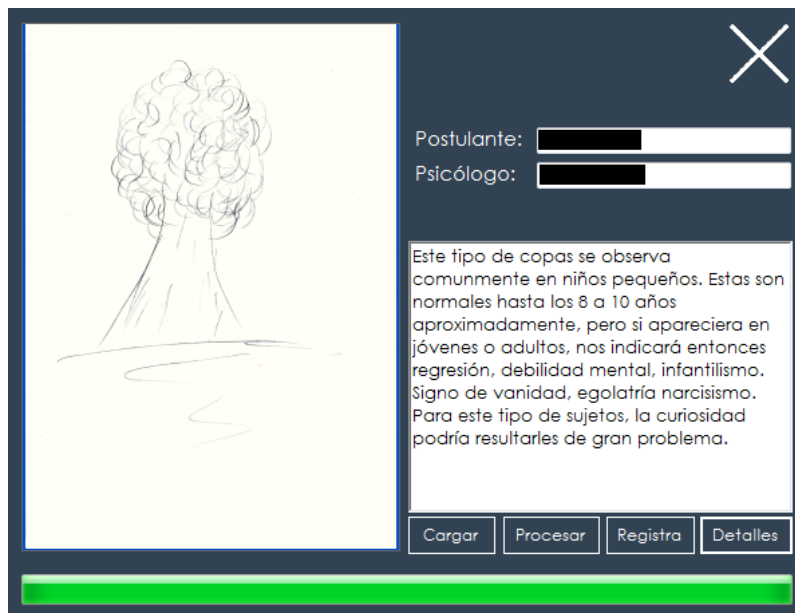 Postulante:
Psicólogo:
Este tipo de copas se observa
comunmente en niños pequeños. Estas son
normales hasta los 8 a 10 años
aproximadamente, pero si apareciera en
jóvenes o adultos, nos indicará entonces
regresión, debilidad mental, infantilismo.
Signo de vanidad, egolatría narcisismo.
Para este tipo de sujetos, la curiosidad
podría resultarles de gran problema.
Cargar Procesar Registra Detalles